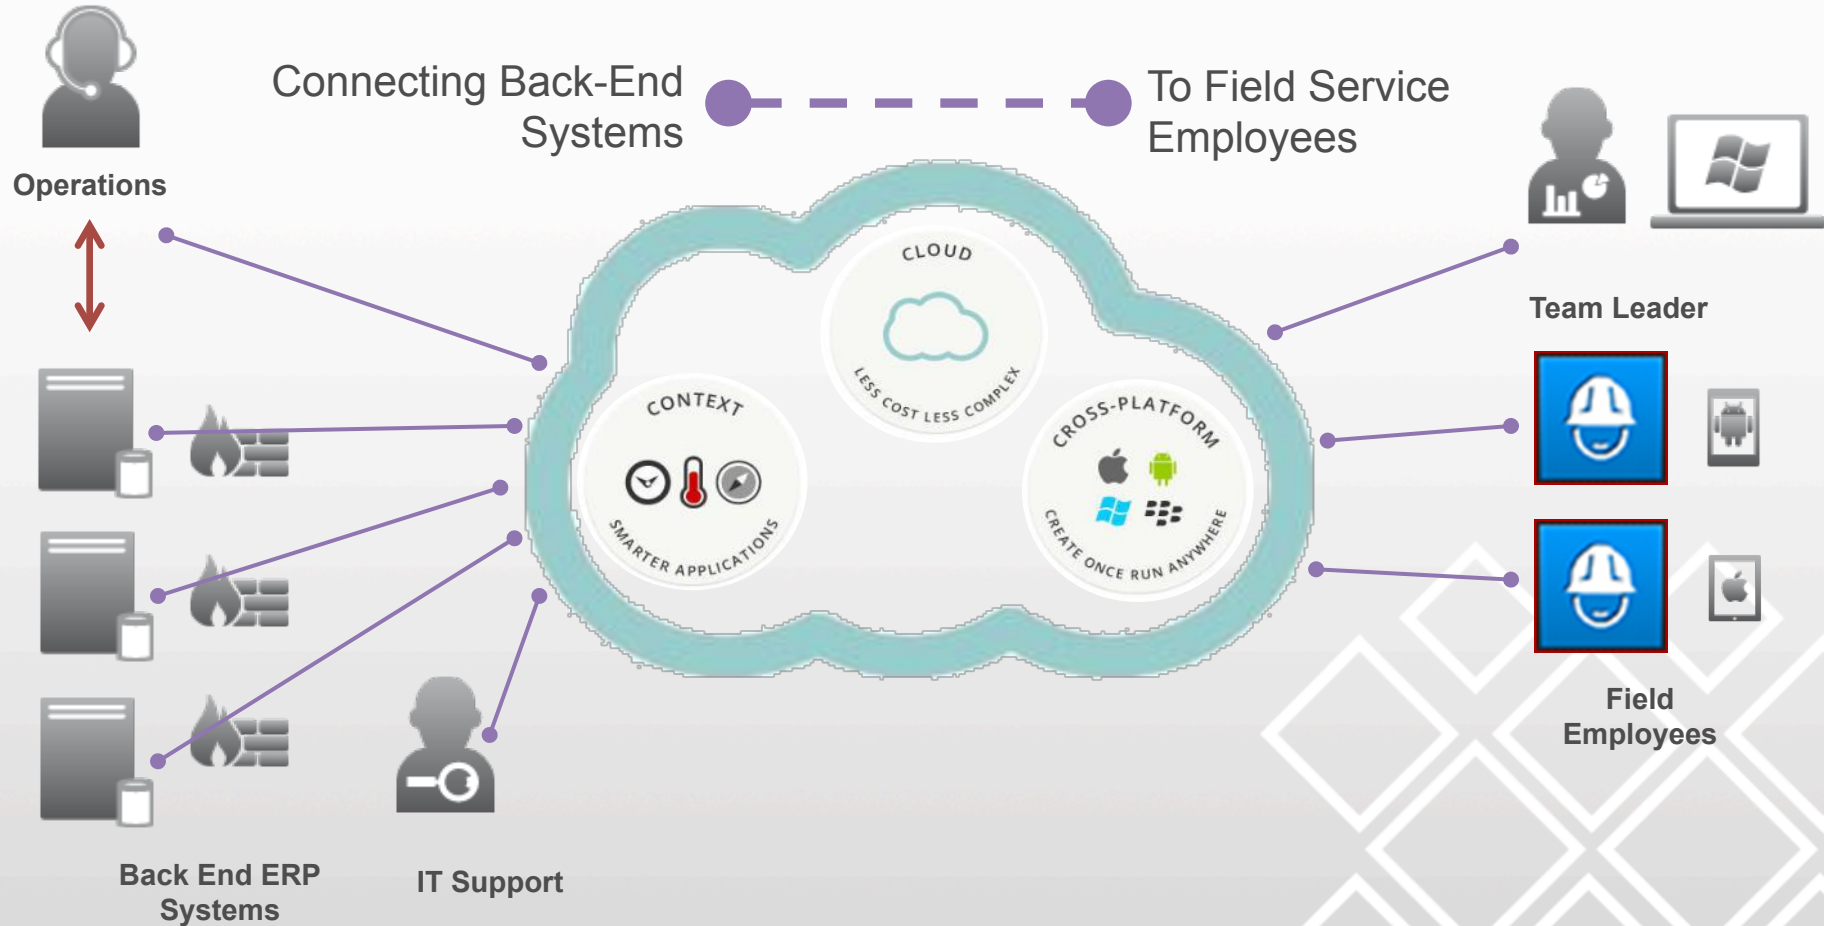 Connecting Back-End
Systems
To Field Service
Employees
Operations
CLOUD
LESS COST LESS COMPLEX
CONTEXT
SMARTER APPLICATIONS
CROSS-PLATFORM
CREATE ONCE RUN ANYWHERE
Team Leader
Field
Employees
Back End ERP
Systems
IT Support